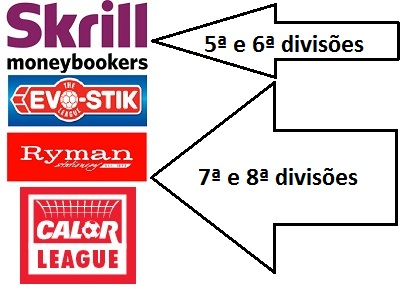 Skrill
moneybookers
5ª e 6ª divisões
THE
EVO-STIK
LEAGUE
Ryman
stationery
7ª e 8ª divisões
CALOR
LEAGUE